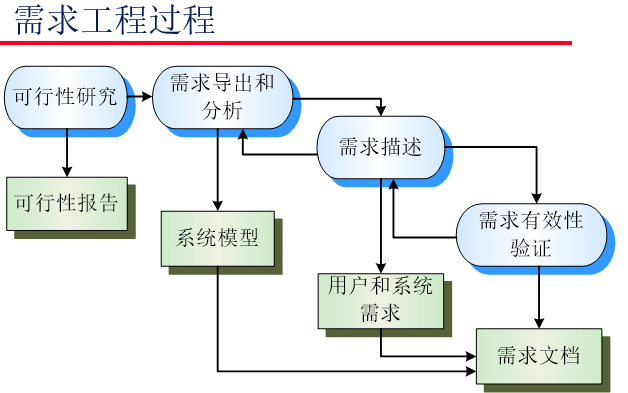 需求工程过程
可行性研究
需求导出和
分析
需求描述
可行性报告
系统模型
需求有效性
验证
用户和系统
需求
需求文档